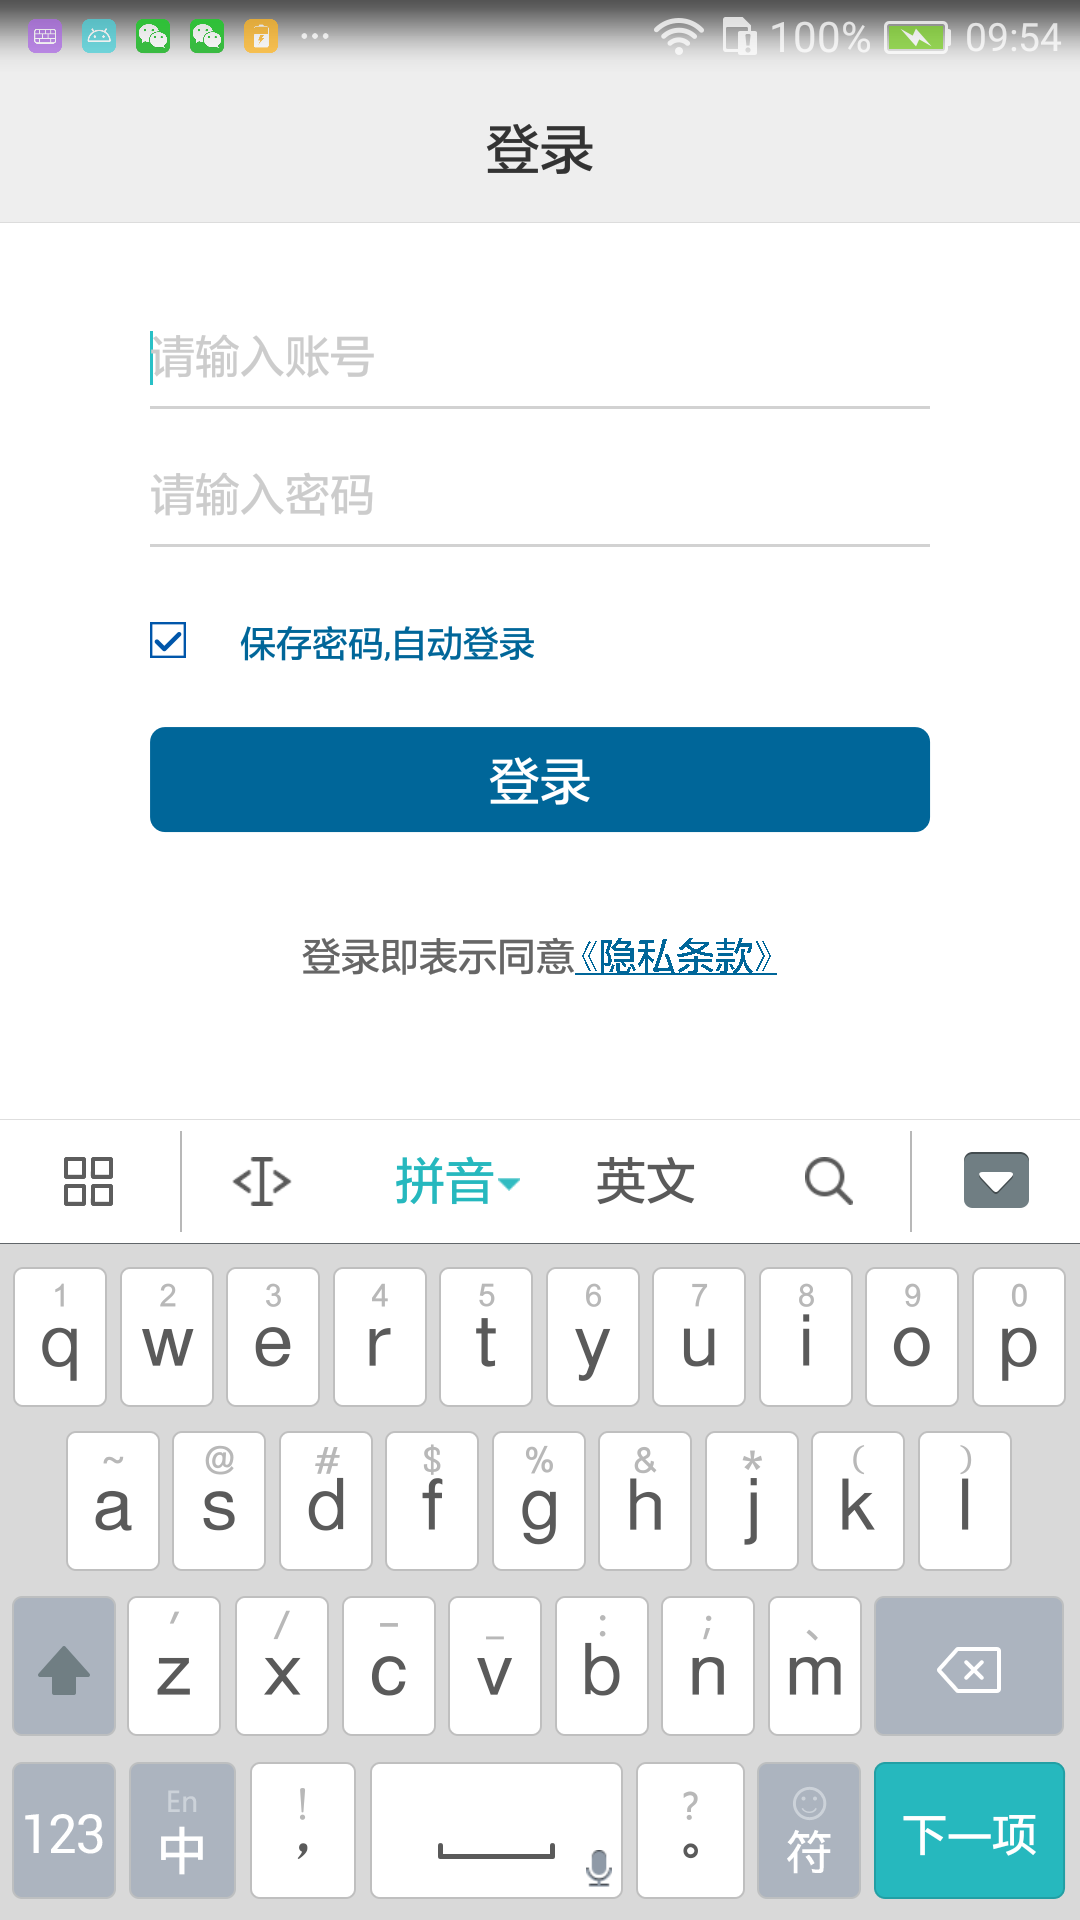 100% 09:54
登录
请输入账号
请输入密码
保存密码,自动登录
登录
登录即表示同意《隐私条款》
拼音 英文
1 2 3 4 5 6 7 8 9 0
q w e r t y u i o p
~ @ # $ % & * ( )
a s d f g h j k l
′ / – _ : ; 、
z x c v b n m
En ! ?
123 中 , 。 符 下一项